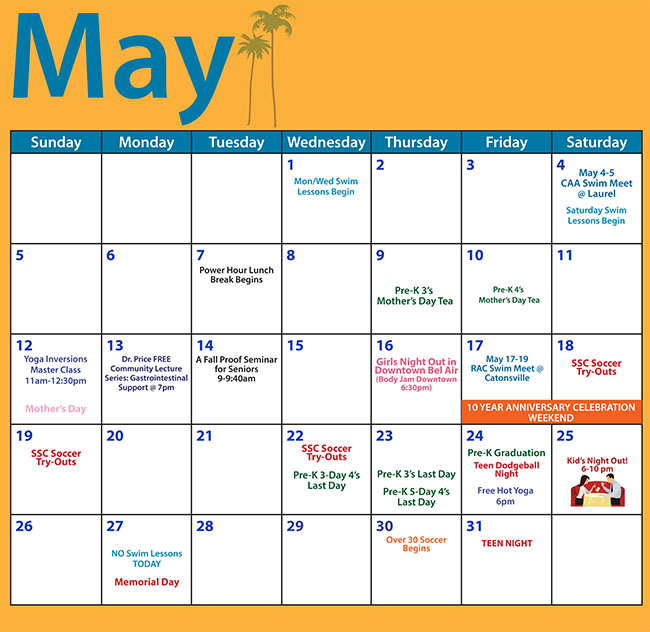 May
Sunday Monday Tuesday Wednesday Thursday Friday Saturday
1
Mon/Wed Swim
Lessons Begin
2
3
4
May 4-5
CAA Swim Meet
@ Laurel
Saturday Swim
Lessons Begin
5
6
7
Power Hour Lunch
Break Begins
8
9
Pre-K 3's
Mother's Day Tea
10
Pre-K 4's
Mother's Day Tea
11
12
Yoga Inversions
Master Class
11am-12:30pm
Mother's Day
13
Dr. Price FREE
Community Lecture
Series: Gastrointestinal
Support @ 7pm
14
A Fall Proof Seminar
for Seniors
9-9:40am
15
16
Girls Night Out in
Downtown Bel Air
(Body Jam Downtown
6:30pm)
17
May 17-19
RAC Swim Meet @
Catonsville
18
SSC Soccer
Try-Outs
10 YEAR ANNIVERSARY CELEBRATION
WEEKEND
19
SSC Soccer
Try-Outs
20
21
22
SSC Soccer
Try-Outs
Pre-K 3-Day 4's
Last Day
23
Pre-K 3's Last Day
Pre-K 5-Day 4's
Last Day
24
Pre-K Graduation
Teen Dodgeball
Night
Free Hot Yoga
6pm
25
Kid's Night Out!
6-10 pm
26
27
NO Swim Lessons
TODAY
Memorial Day
28
29
30
Over 30 Soccer
Begins
31
TEEN NIGHT